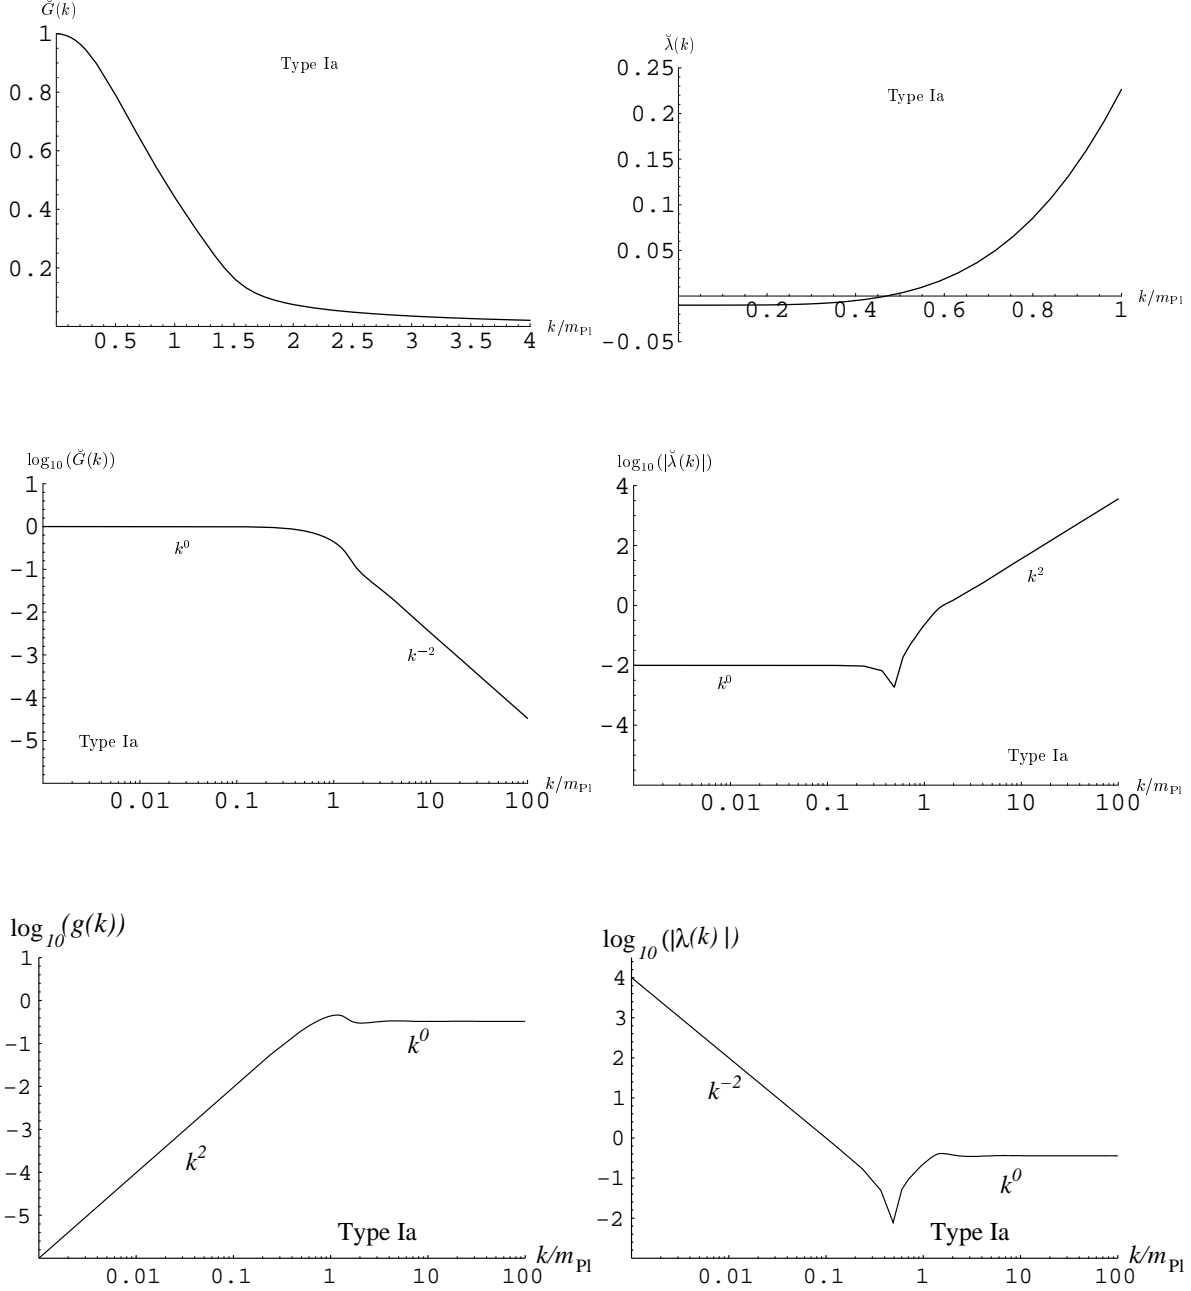 Ğ(k)
1
0.8
0.6
0.4
0.2
Type Ia
0.5 1 1.5 2 2.5 3 3.5 4
k/m_Pl
λ̆(k)
0.25
0.2
0.15
0.1
0.05
-0.05
Type Ia
0.2 0.4 0.6 0.8 1
k/m_Pl
log₁₀(Ğ(k))
1
0
-1
-2
-3
-4
-5
k⁰
k⁻²
Type Ia
0.01 0.1 1 10 100
k/m_Pl
log₁₀(|λ̆(k)|)
4
2
0
-2
-4
k²
k⁰
Type Ia
0.01 0.1 1 10 100
k/m_Pl
log₁₀(g(k))
1
0
-1
-2
-3
-4
-5
k⁰
k²
Type Ia
0.01 0.1 1 10 100
k/m_Pl
log₁₀(|λ(k)|)
4
3
2
1
0
-1
-2
k⁻²
k⁰
Type Ia
0.01 0.1 1 10 100
k/m_Pl